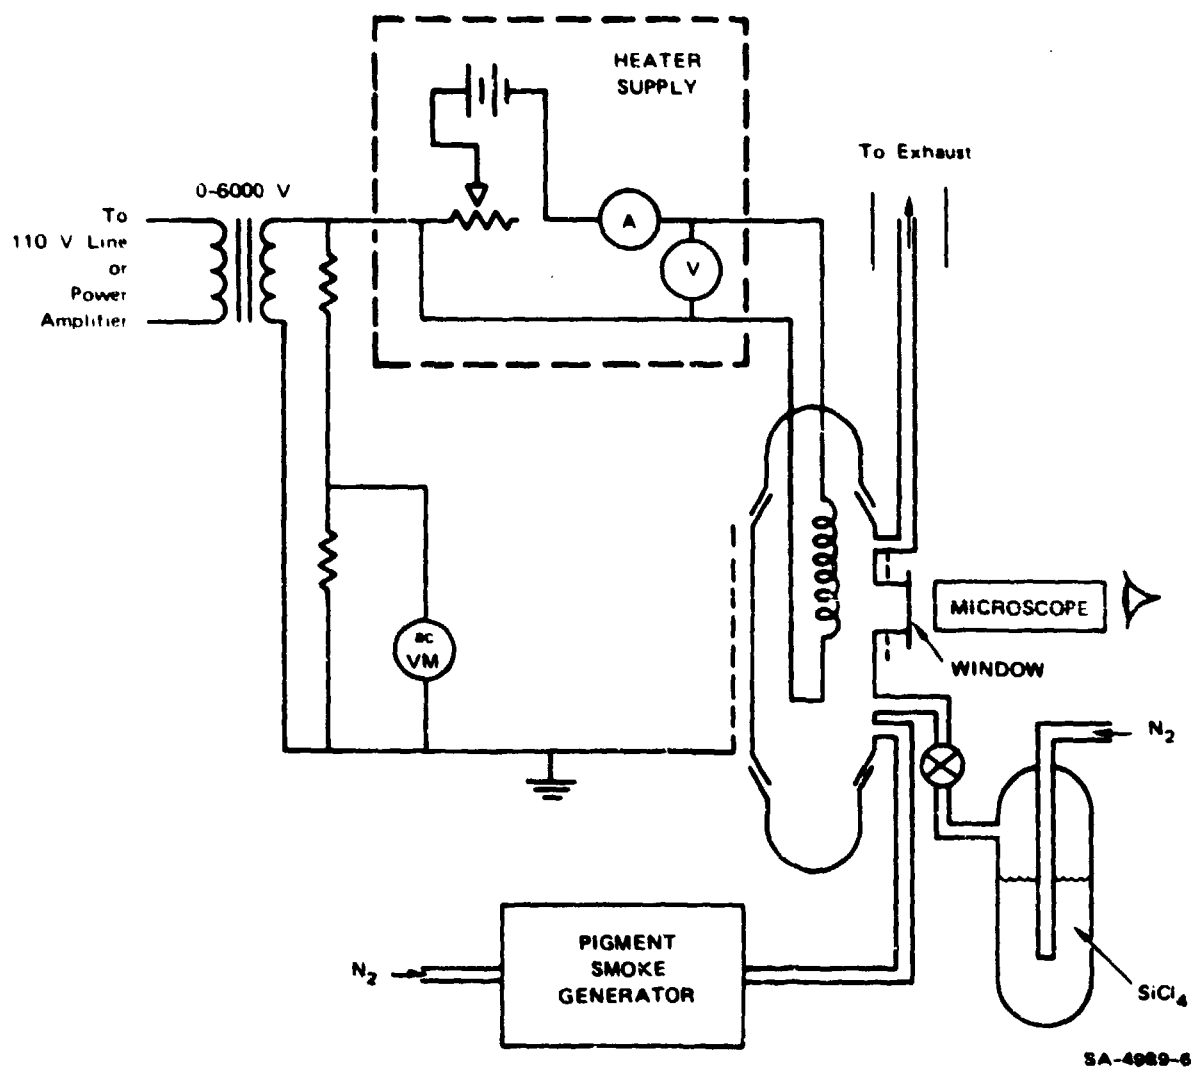 HEATER
SUPPLY
To Exhaust
0-6000 V
To
110 V Line
or
Power
Amplifier
A
V
ac
VM
MICROSCOPE
WINDOW
N2
PIGMENT
SMOKE
GENERATOR
N2
SiCl4
SA-4989-6